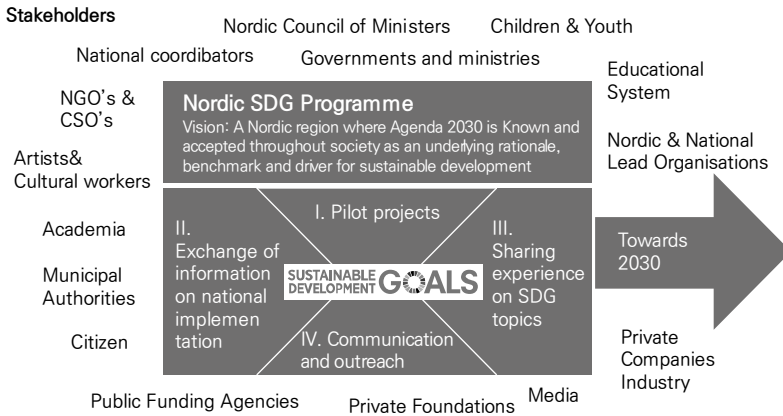 Stakeholders
Nordic Council of Ministers
Children & Youth
National coordibators
Governments and ministries
Educational
System
NGO's &
CSO's
Nordic SDG Programme
Vision: A Nordic region where Agenda 2030 is Known and
accepted throughout society as an underlying rationale,
benchmark and driver for sustainable development
Nordic & National
Lead Organisations
Artists&
Cultural workers
Academia
Municipal
Authorities
Citizen
I. Pilot projects
II.
Exchange of
information
on national
implemen
tation
SUSTAINABLE
DEVELOPMENT
GOALS
III.
Sharing
experience
on SDG
topics
IV. Communication
and outreach
Towards
2030
Private
Companies
Industry
Public Funding Agencies
Private Foundations
Media